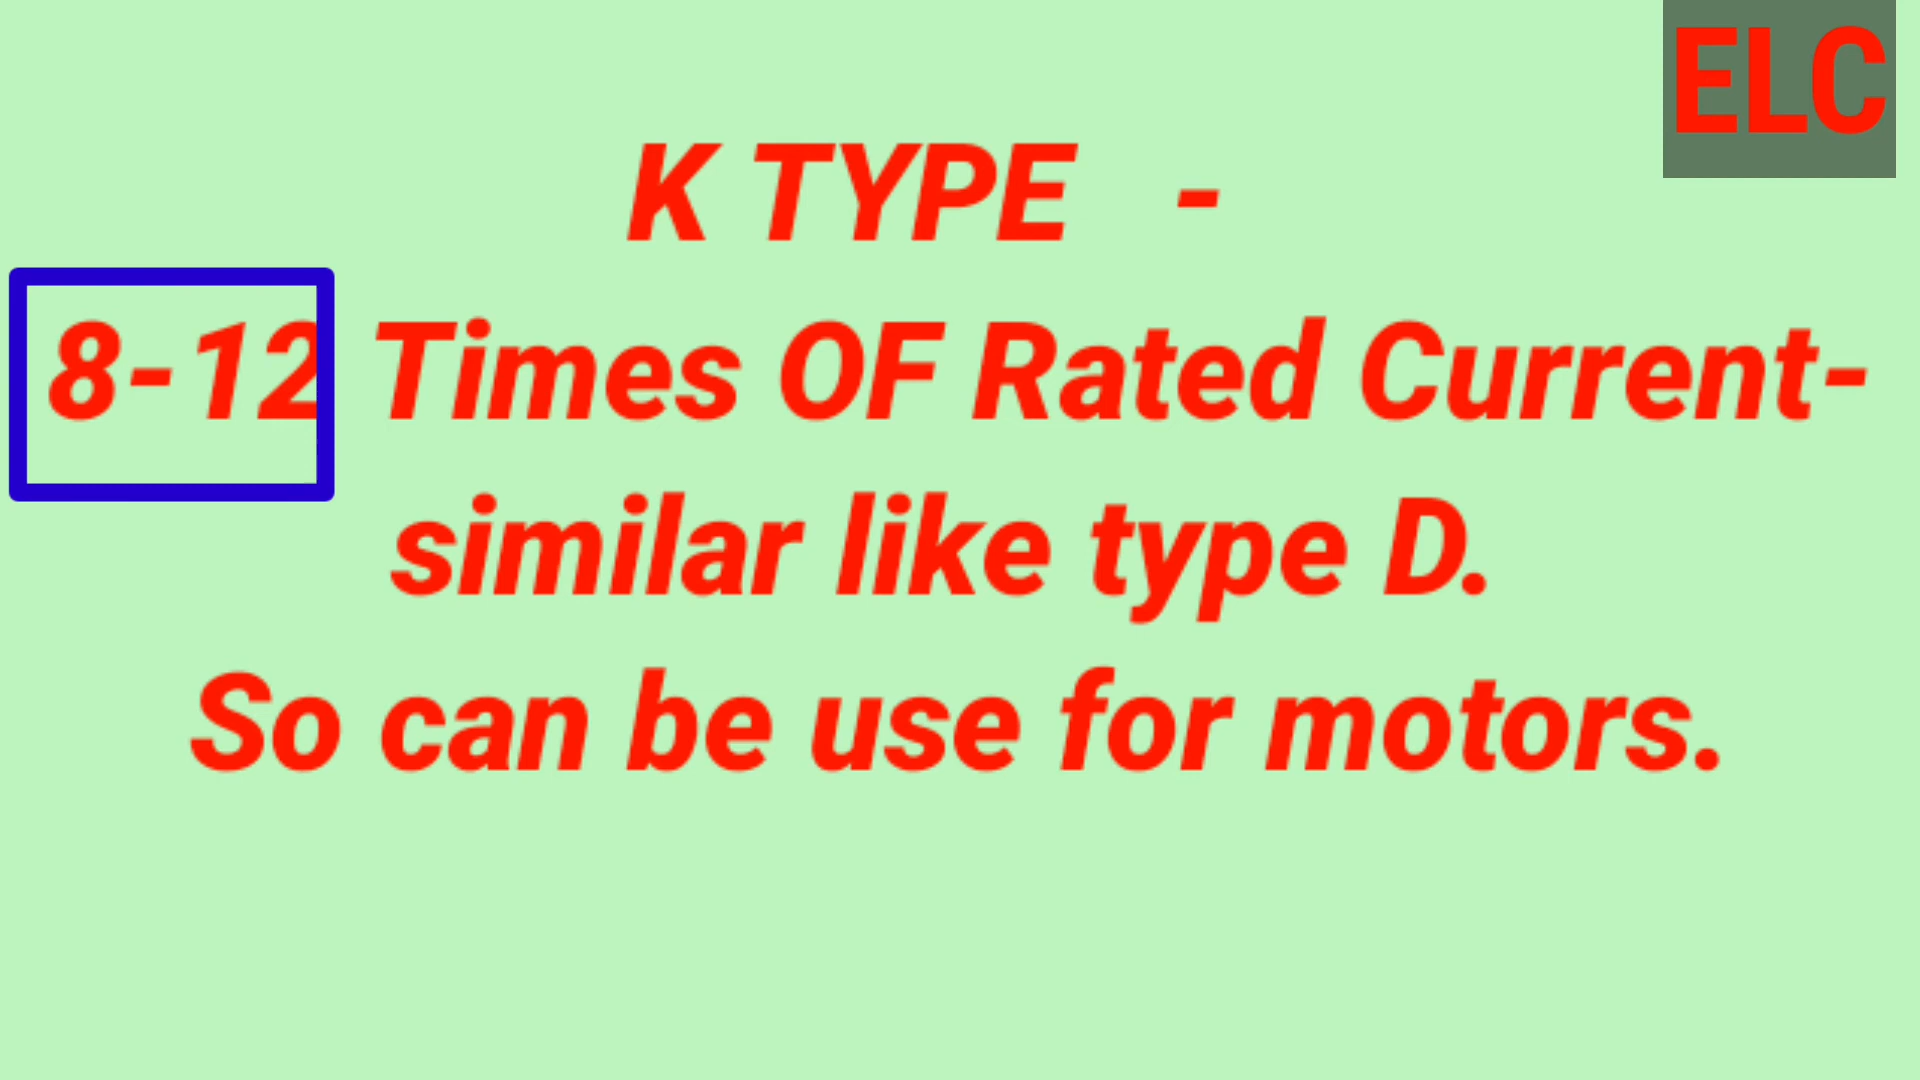 ELC
K TYPE -
8-12 Times OF Rated Current-
similar like type D.
So can be use for motors.